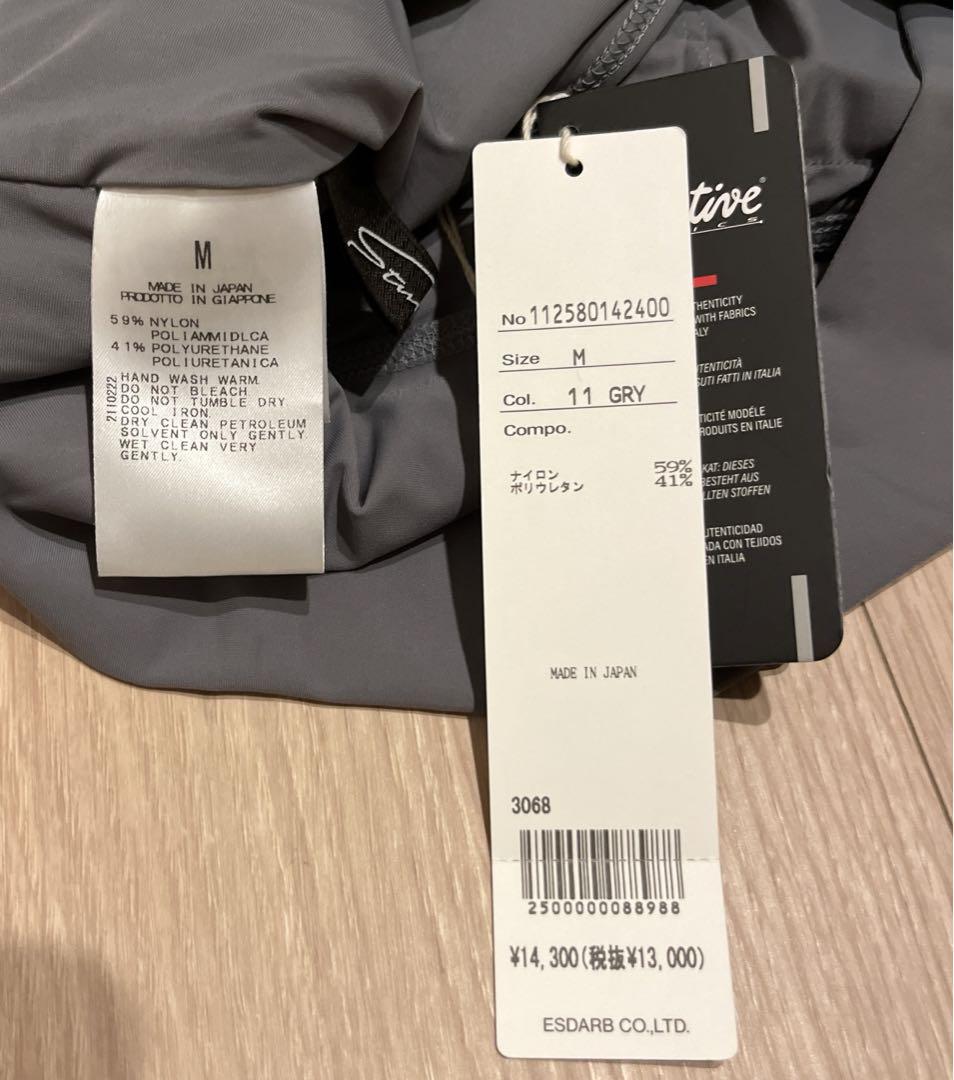 M
MADE IN JAPAN
PRODOTTO IN GIAPPONE
59% NYLON
POLIAMMIDLCA
41% POLYURETHANE
POLIURETANICA
2110222
HAND WASH WARM.
DO NOT BLEACH.
DO NOT TUMBLE DRY.
COOL IRON.
DRY CLEAN PETROLEUM
SOLVENT ONLY GENTLY.
WET CLEAN VERY
GENTLY.
No 112580142400
Size M
Col. 11 GRY
Compo.
ナイロン 59%
ポリウレタン 41%
MADE IN JAPAN
3068
2500000088988
¥14,300(税抜¥13,000)
ESDARB CO.,LTD.
tive®
ICS
THENTICITY
WITH FABRICS
ALY
TENTICITÀ
SUTI FATTI IN ITALIA
TICITÉ MODÉLE
RODUITS EN ITALIE
KAT: DIESES
BESTEHT AUS
LLTEN STOFFEN
UTENTICIDAD
ADA CON TEJIDOS
EN ITALIA